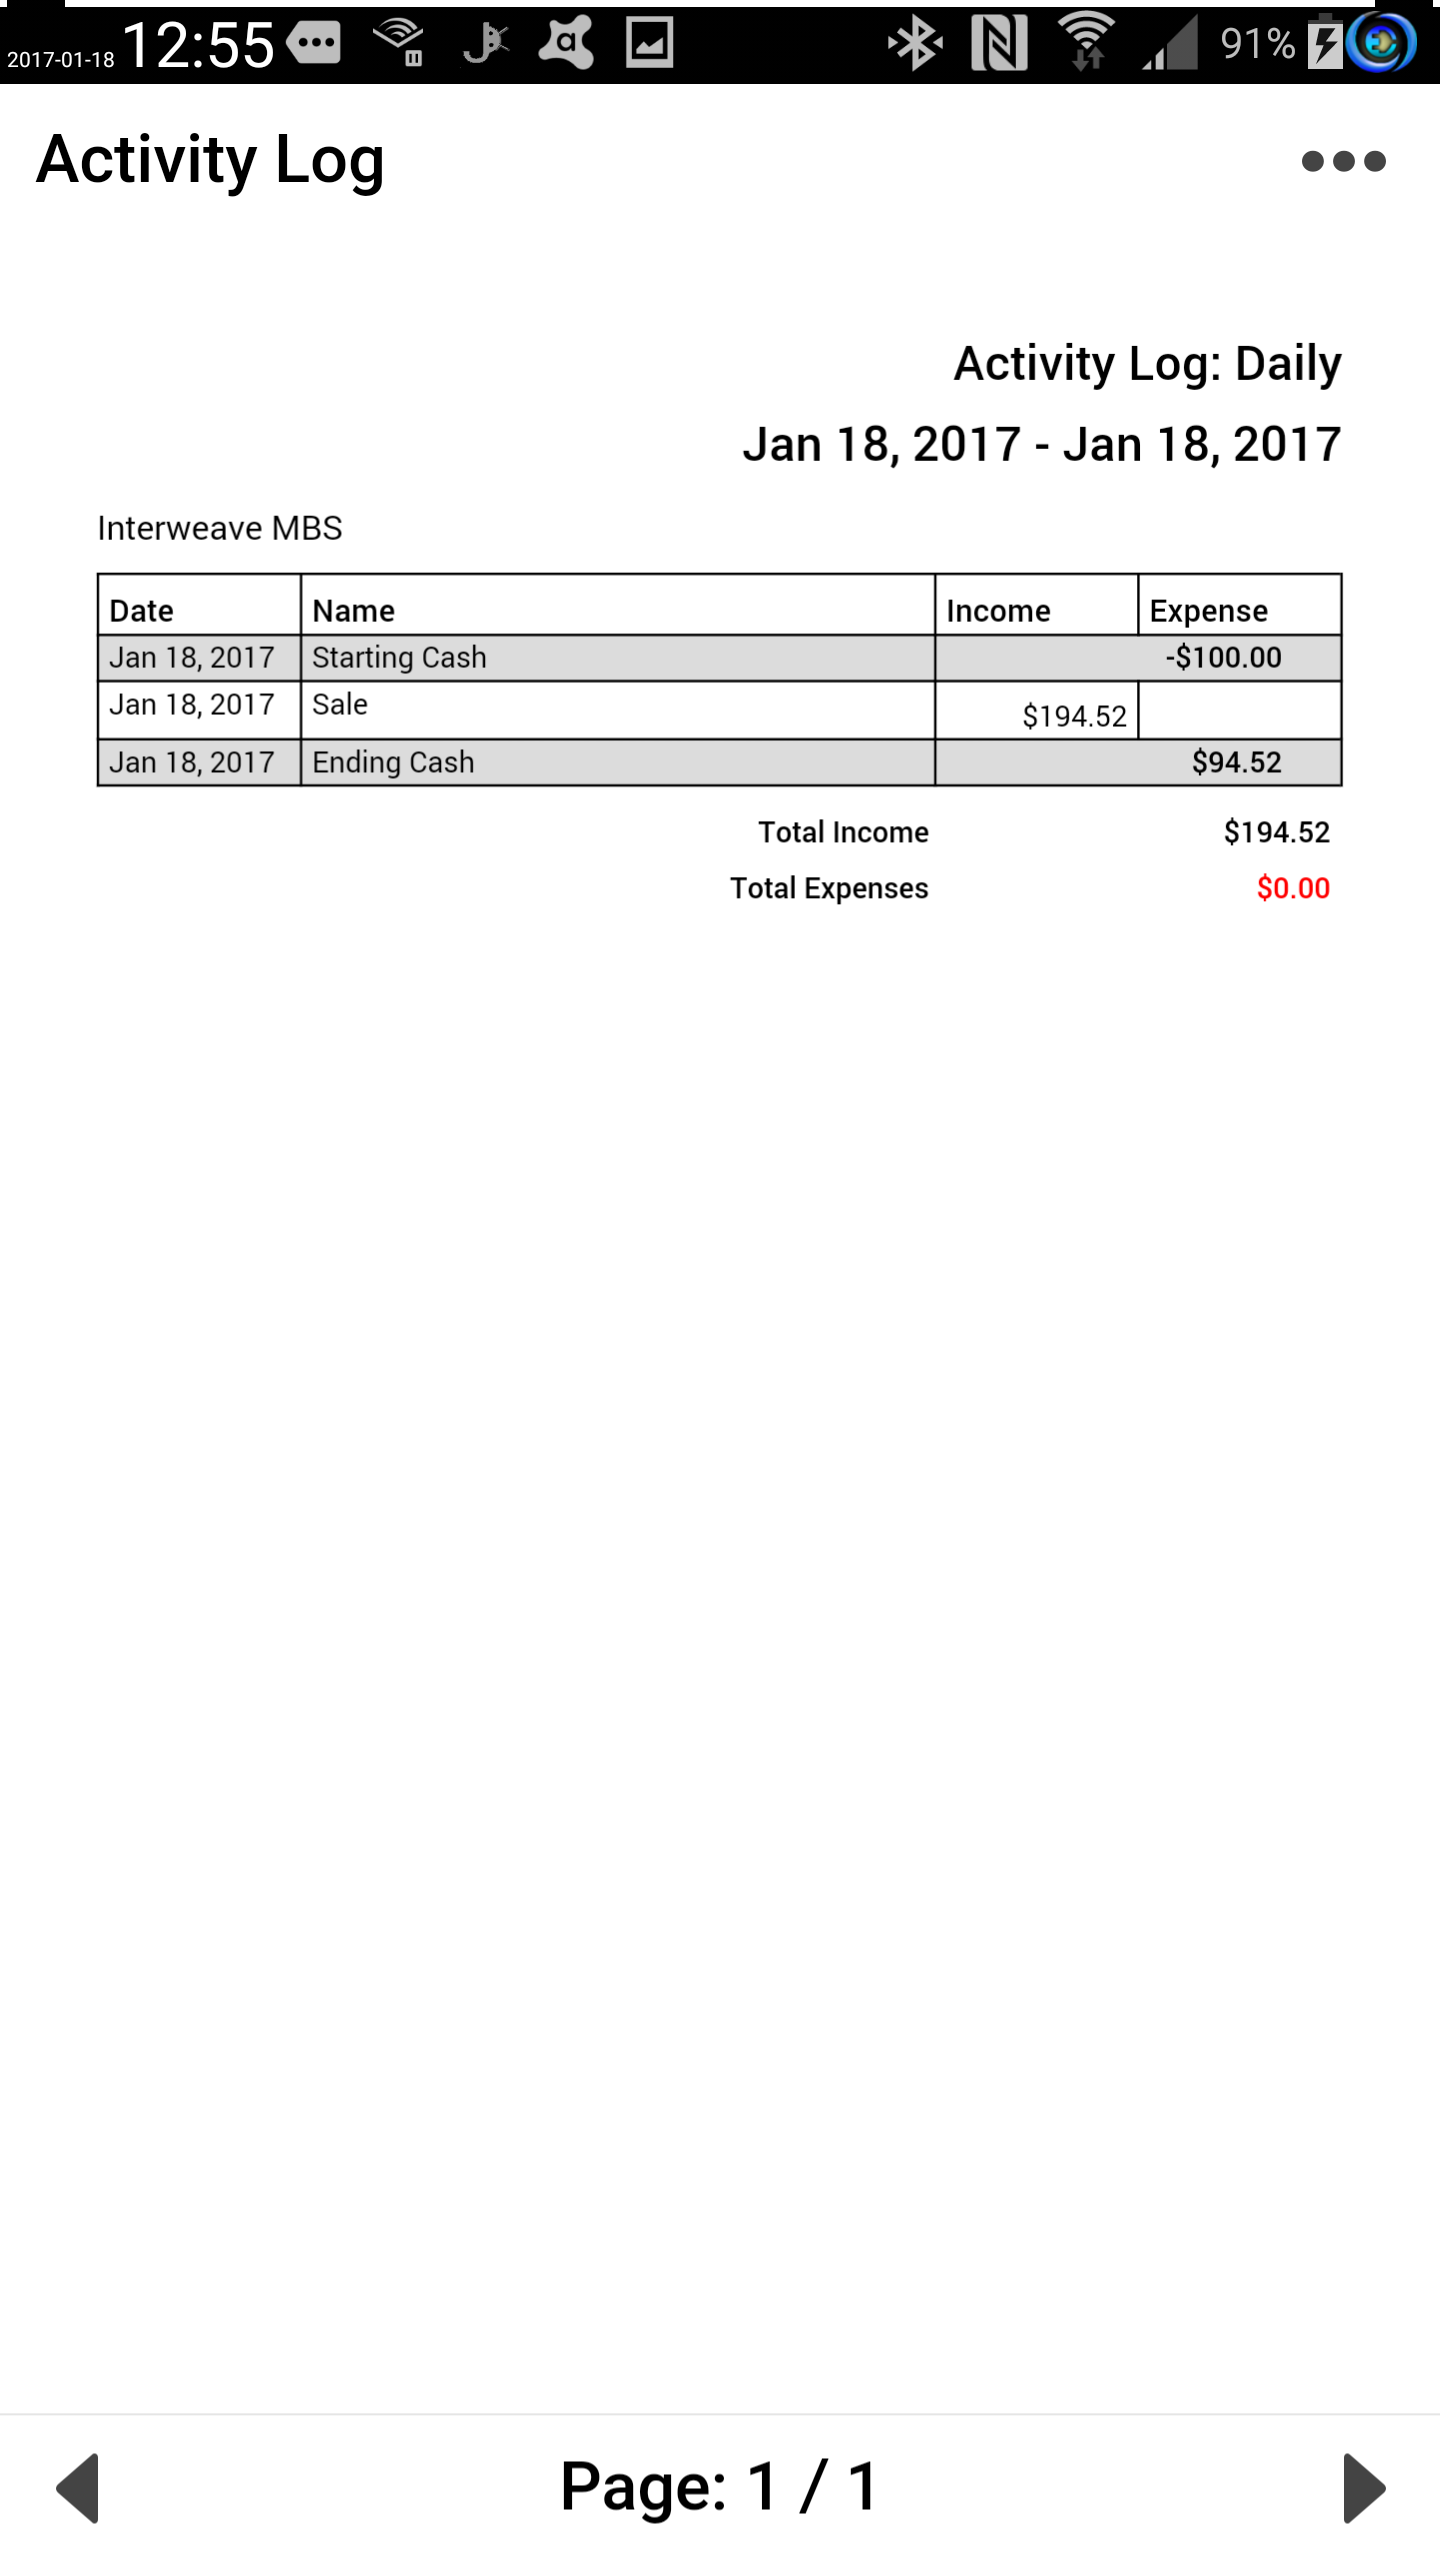 2017-01-18 12:55 91%
Activity Log
Activity Log: Daily
Jan 18, 2017 - Jan 18, 2017
Interweave MBS
Date Name Income Expense
Jan 18, 2017 Starting Cash -$100.00
Jan 18, 2017 Sale $194.52
Jan 18, 2017 Ending Cash $94.52
Total Income $194.52
Total Expenses $0.00
Page: 1 / 1